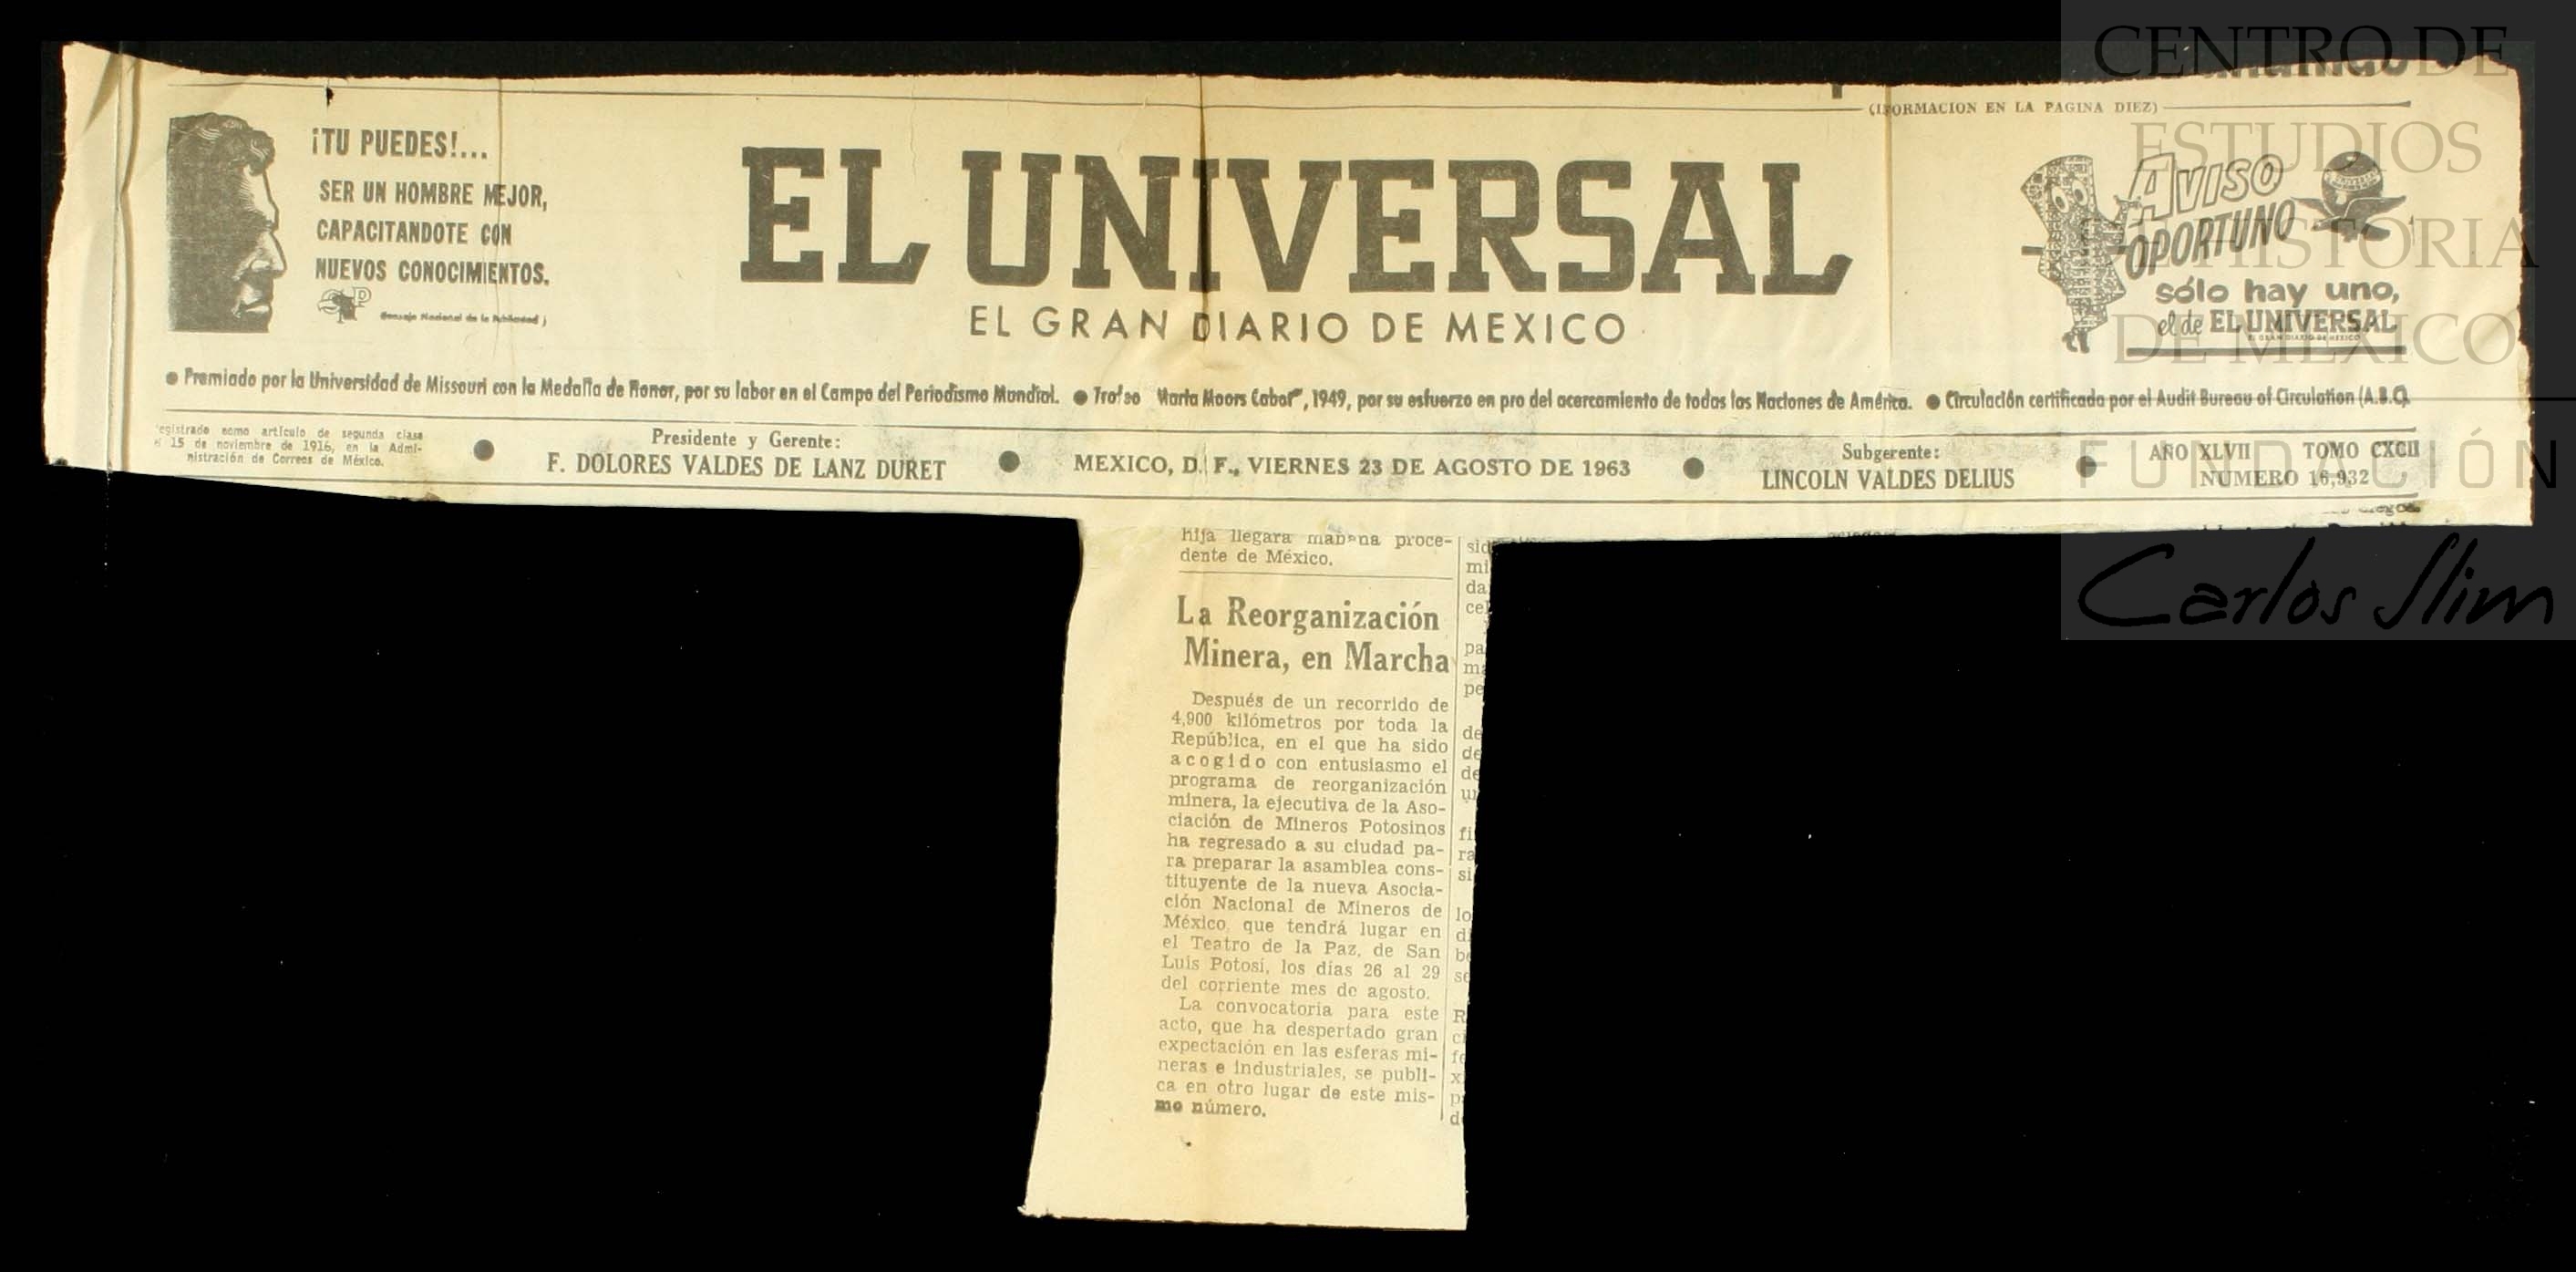 (INFORMACION EN LA PAGINA DIEZ)
¡TU PUEDES!...
SER UN HOMBRE MEJOR,
CAPACITANDOTE CON
NUEVOS CONOCIMIENTOS.
Consejo Nacional de la Publicidad
EL UNIVERSAL
EL GRAN DIARIO DE MEXICO
AVISO
OPORTUNO
sólo hay uno,
el de EL UNIVERSAL
EL GRAN DIARIO DE MEXICO
● Premiado por la Universidad de Missouri con la Medalla de Honor, por su labor en el Campo del Periodismo Mundial. ● Trofeo Maria Moors Cabot", 1949, por su esfuerzo en pro del acercamiento de todas las Naciones de América. ● Circulación certificada por el Audit Bureau of Circulation (A.B.C).
egistrado como artículo de segunda clase
el 15 de noviembre de 1916, en la Admi-
nistración de Correos de México.
Presidente y Gerente:
F. DOLORES VALDES DE LANZ DURET
MEXICO, D. F., VIERNES 23 DE AGOSTO DE 1963
Subgerente:
LINCOLN VALDES DELIUS
AÑO XLVII TOMO CXCII
NUMERO 16,932
hija llegara mañana proce-
dente de México.
La Reorganización
Minera, en Marcha
Después de un recorrido de
4,900 kilómetros por toda la
República, en el que ha sido
acogido con entusiasmo el
programa de reorganización
minera, la ejecutiva de la Aso-
ciación de Mineros Potosinos
ha regresado a su ciudad pa-
ra preparar la asamblea cons-
tituyente de la nueva Asocia-
ción Nacional de Mineros de
México, que tendrá lugar en
el Teatro de la Paz, de San
Luis Potosí, los días 26 al 29
del corriente mes de agosto.
La convocatoria para este
acto, que ha despertado gran
expectación en las esferas mi-
neras e industriales, se publi-
ca en otro lugar de este mis-
mo número.
CENTRO DE
ESTUDIOS
DE HISTORIA
DE MÉXICO
FUNDACIÓN
Carlos Slim